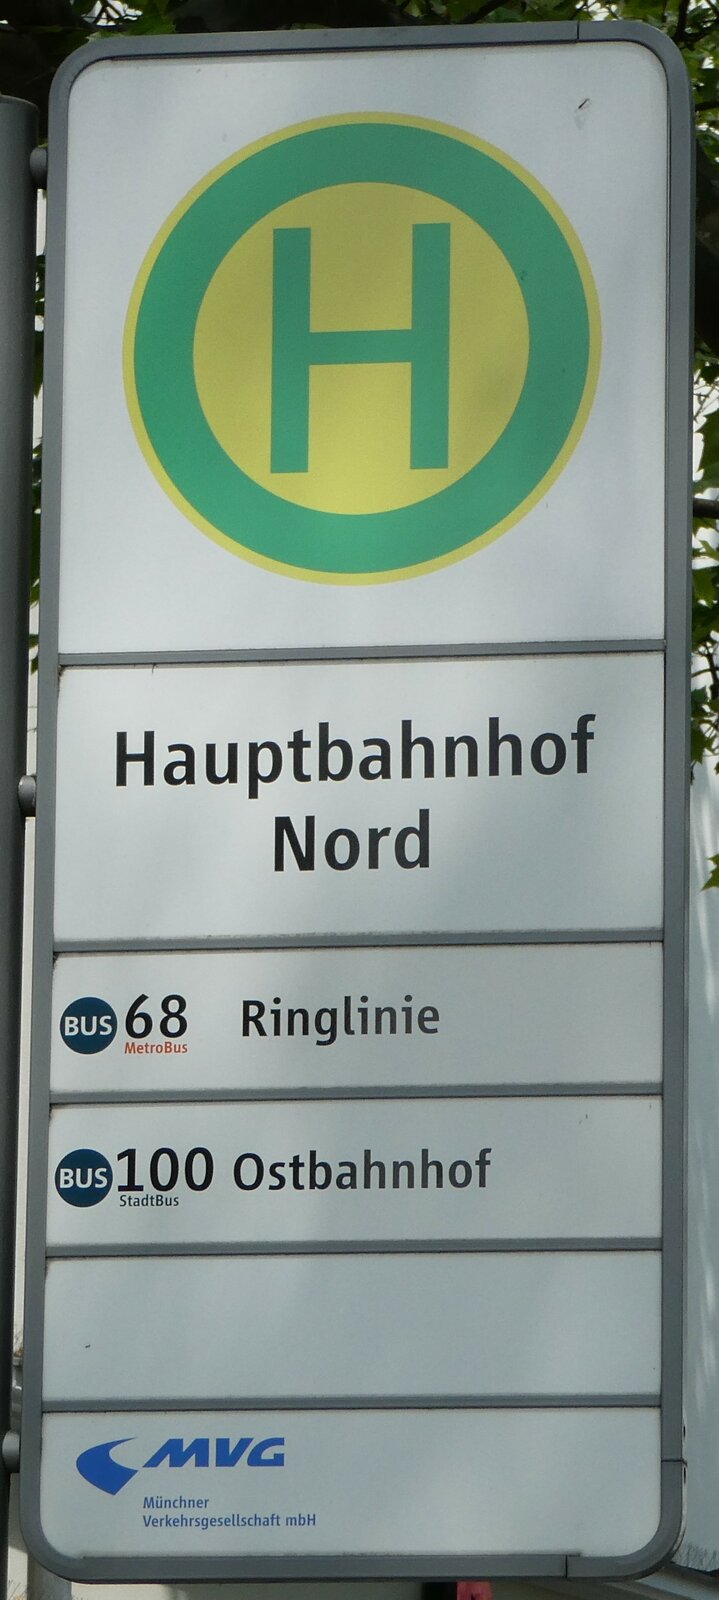 H
Hauptbahnhof
Nord
BUS 68 Ringlinie
MetroBus
BUS 100 Ostbahnhof
StadtBus
MVG
Münchner
Verkehrsgesellschaft mbH